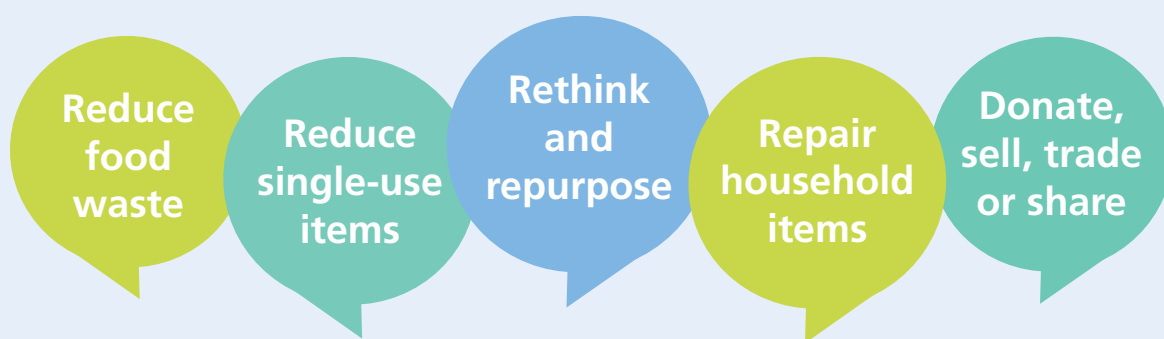 Reduce
food
waste
Reduce
single-use
items
Rethink
and
repurpose
Repair
household
items
Donate,
sell, trade
or share